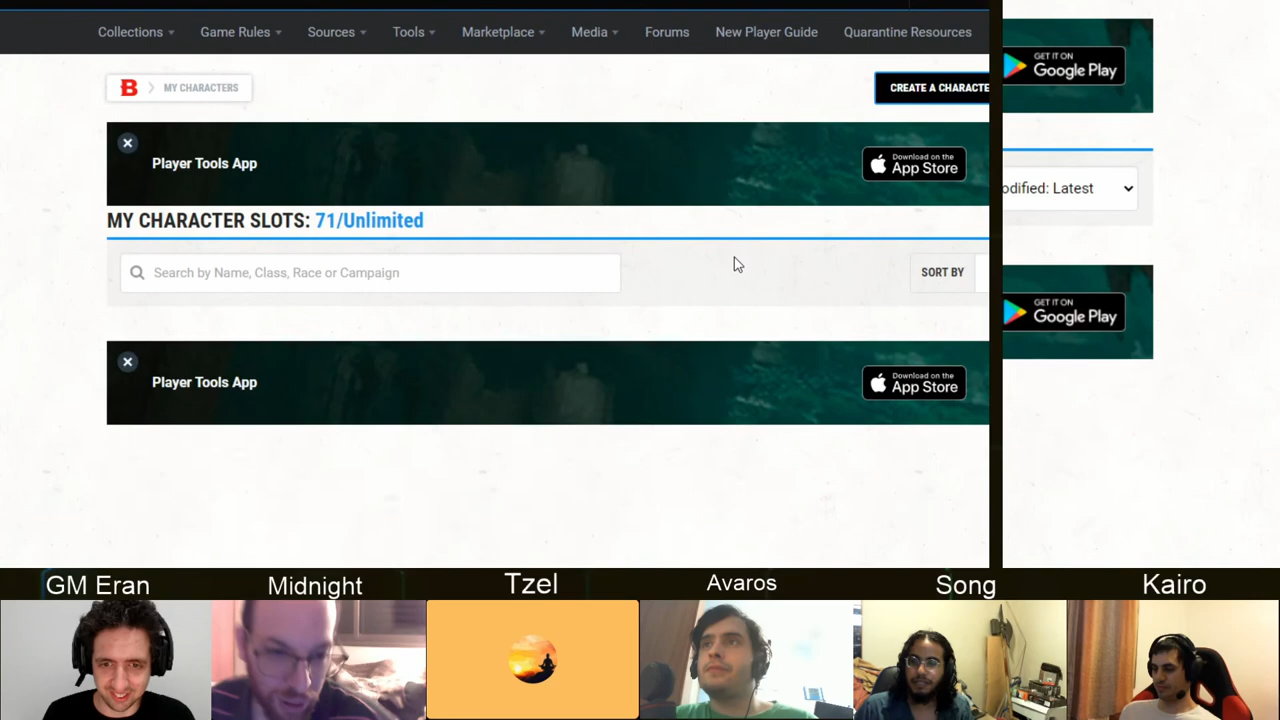 Collections Game Rules Sources Tools Marketplace Media Forums New Player Guide Quarantine Resources
B MY CHARACTERS
CREATE A CHARACTE
GET IT ON
Google Play
Player Tools App
Download on the
App Store
odified: Latest
MY CHARACTER SLOTS: 71/Unlimited
Search by Name, Class, Race or Campaign
SORT BY
GET IT ON
Google Play
Player Tools App
Download on the
App Store
GM Eran Midnight Tzel Avaros Song Kairo